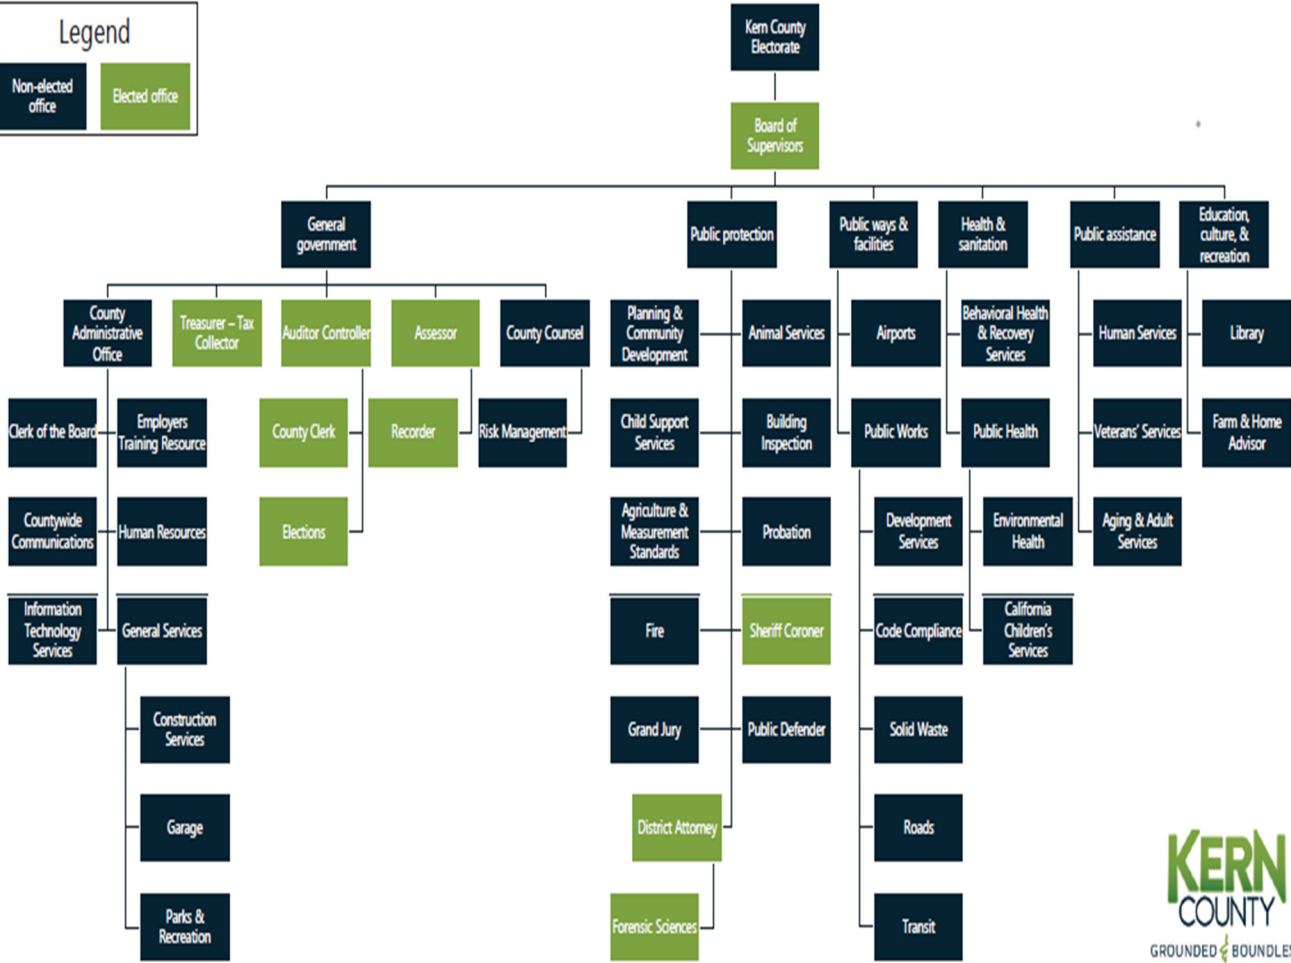 Legend
Non-elected
office
Elected office
Kern County
Electorate
Board of
Supervisors
General
government
Public protection
Public ways &
facilities
Health &
sanitation
Public assistance
Education,
culture, &
recreation
County
Administrative
Office
Treasurer – Tax
Collector
Auditor Controller
Assessor
County Counsel
Planning &
Community
Development
Animal Services
Airports
Behavioral Health
& Recovery
Services
Human Services
Library
Clerk of the Board
Employers
Training Resource
County Clerk
Recorder
Risk Management
Child Support
Services
Building
Inspection
Public Works
Public Health
Veterans' Services
Farm & Home
Advisor
Countywide
Communications
Human Resources
Elections
Agriculture &
Measurement
Standards
Probation
Development
Services
Environmental
Health
Aging & Adult
Services
Information
Technology
Services
General Services
Fire
Sheriff Coroner
Code Compliance
California
Children's
Services
Construction
Services
Grand Jury
Public Defender
Solid Waste
Garage
District Attorney
Roads
Parks &
Recreation
Forensic Sciences
Transit
KERN
COUNTY
GROUNDED & BOUNDLES